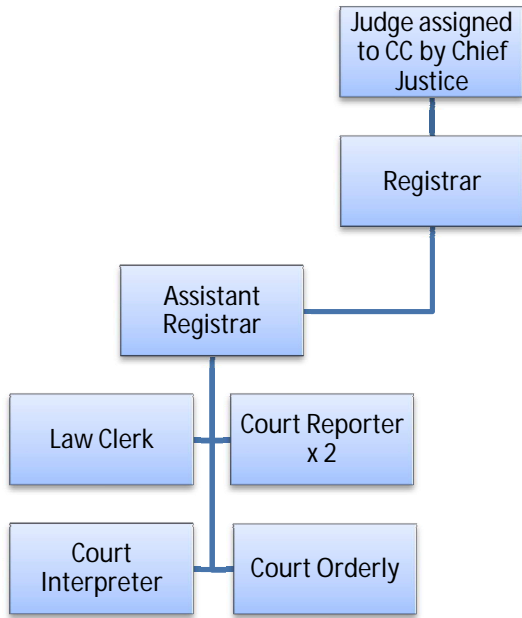 Judge assigned
to CC by Chief
Justice
Registrar
Assistant
Registrar
Law Clerk
Court Reporter
x 2
Court
Interpreter
Court Orderly